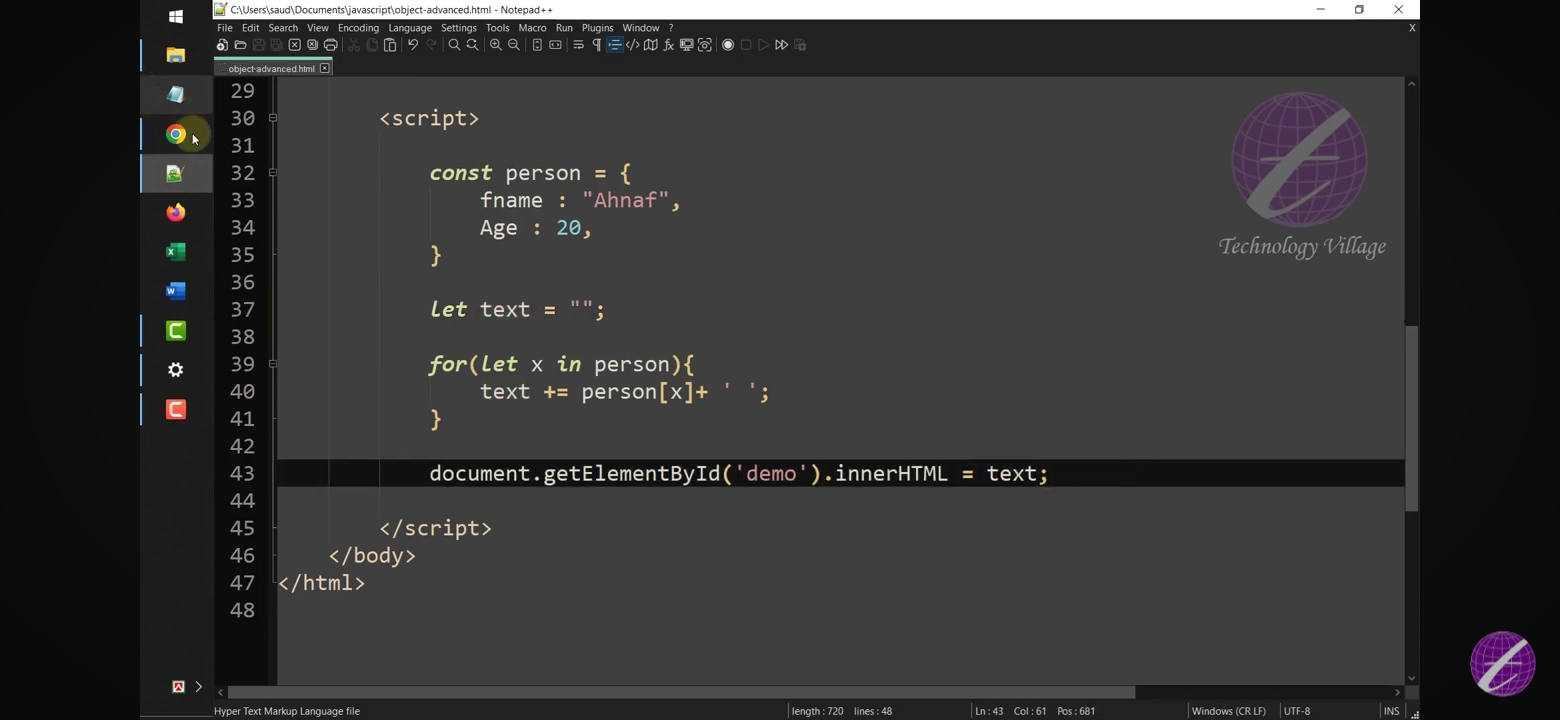 C:\Users\saud\Documents\javascript\object-advanced.html - Notepad++
File Edit Search View Encoding Language Settings Tools Macro Run Plugins Window ? X
object-advanced.html
29
30 <script>
31
32 const person = {
33 fname : "Ahnaf",
34 Age : 20,
35 }
36
37 let text = "";
38
39 for(let x in person){
40 text += person[x]+ ' ';
41 }
42
43 document.getElementById('demo').innerHTML = text;
44
45 </script>
46 </body>
47 </html>
48
Technology Village
Hyper Text Markup Language file length : 720 lines : 48 Ln : 43 Col : 61 Pos : 681 Windows (CR LF) UTF-8 INS